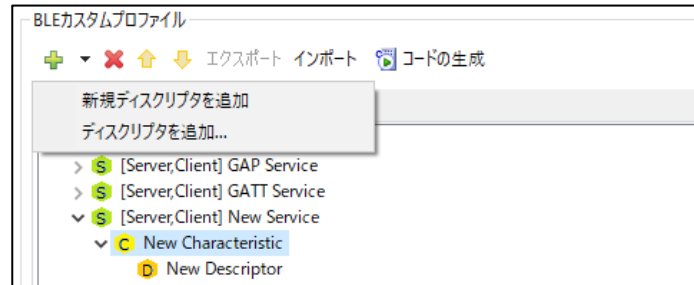 BLEカスタムプロファイル
エクスポート インポート コードの生成
新規ディスクリプタを追加
ディスクリプタを追加...
S [Server,Client] GAP Service
S [Server,Client] GATT Service
S [Server,Client] New Service
C New Characteristic
D New Descriptor